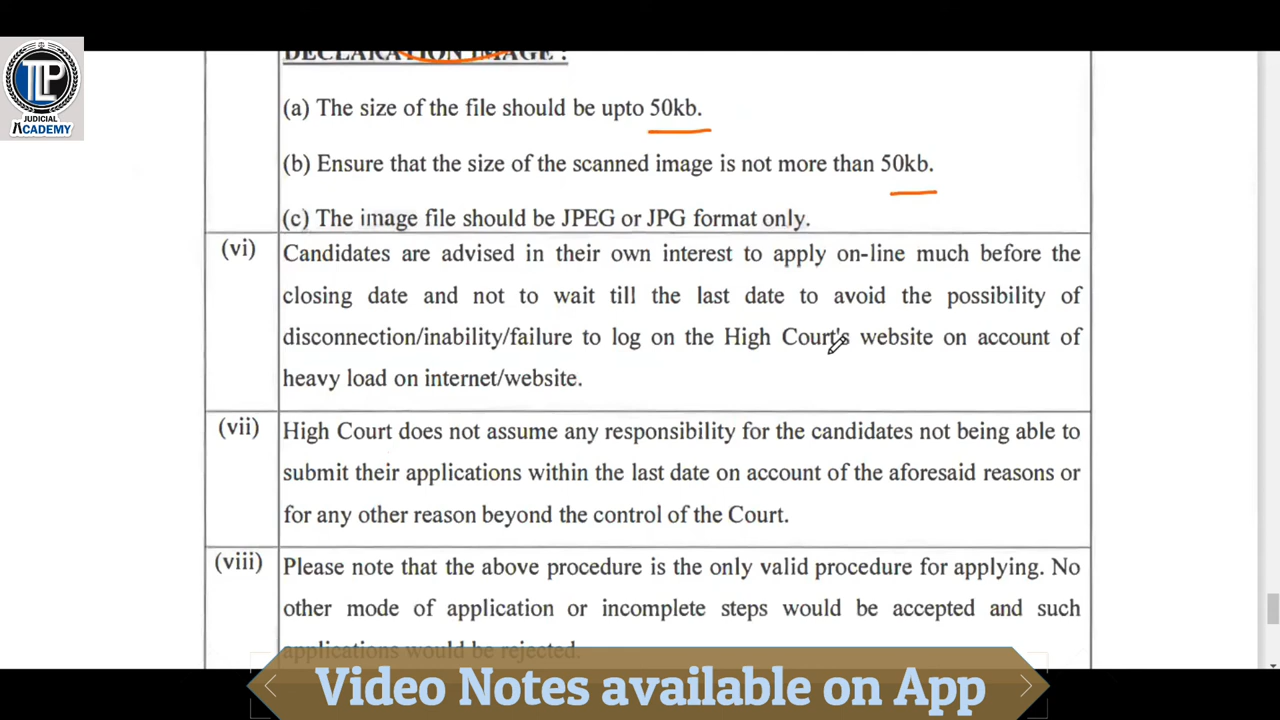 TLP
JUDICIAL
ACADEMY
DECLARATION IMAGE :
(a) The size of the file should be upto 50kb.
(b) Ensure that the size of the scanned image is not more than 50kb.
(c) The image file should be JPEG or JPG format only.
(vi) Candidates are advised in their own interest to apply on-line much before the
closing date and not to wait till the last date to avoid the possibility of
disconnection/inability/failure to log on the High Court's website on account of
heavy load on internet/website.
(vii) High Court does not assume any responsibility for the candidates not being able to
submit their applications within the last date on account of the aforesaid reasons or
for any other reason beyond the control of the Court.
(viii) Please note that the above procedure is the only valid procedure for applying. No
other mode of application or incomplete steps would be accepted and such
applications would be rejected.
Video Notes available on App